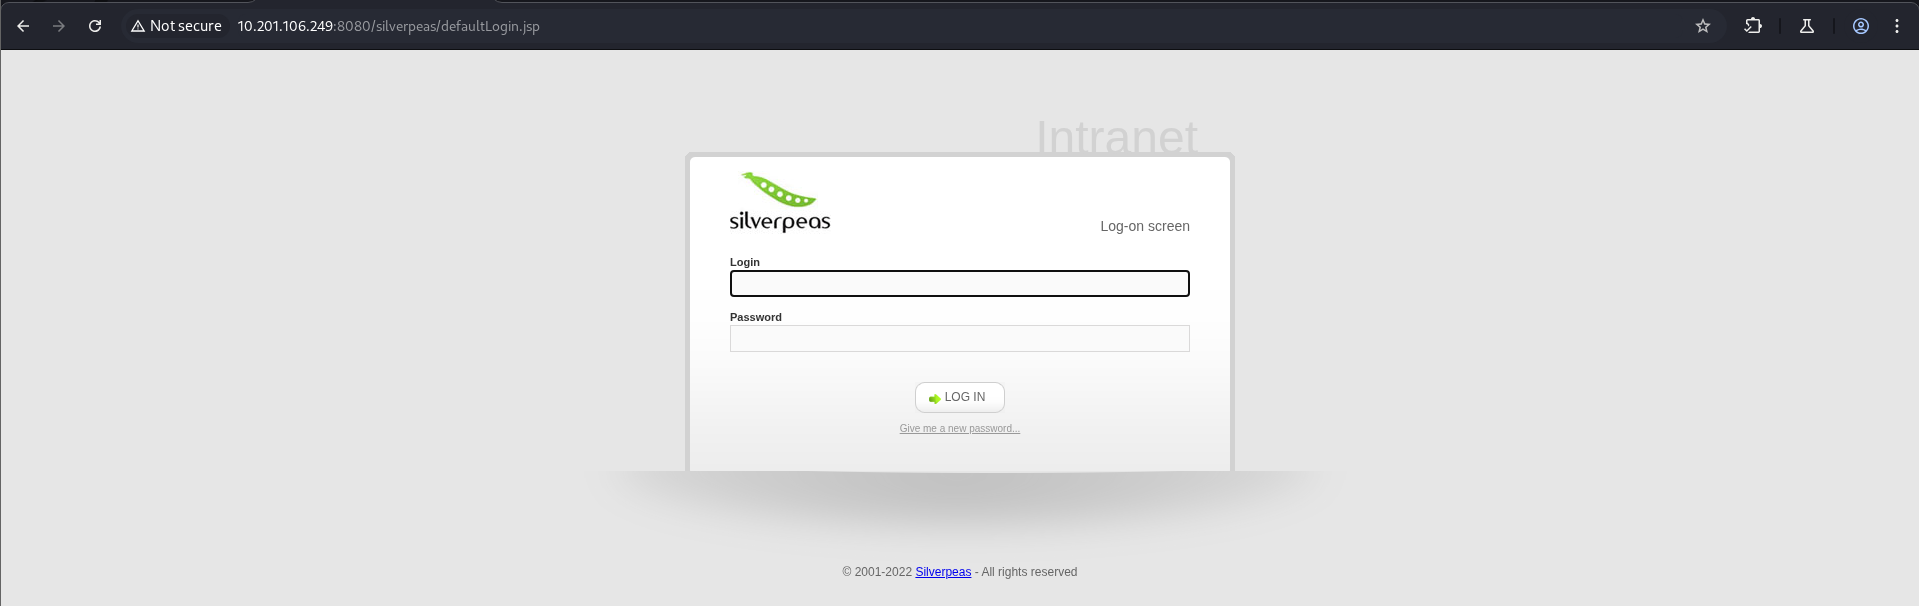 Not secure 10.201.106.249:8080/silverpeas/defaultLogin.jsp
Intranet
silverpeas
Log-on screen
Login
Password
LOG IN
Give me a new password...
© 2001-2022 Silverpeas - All rights reserved